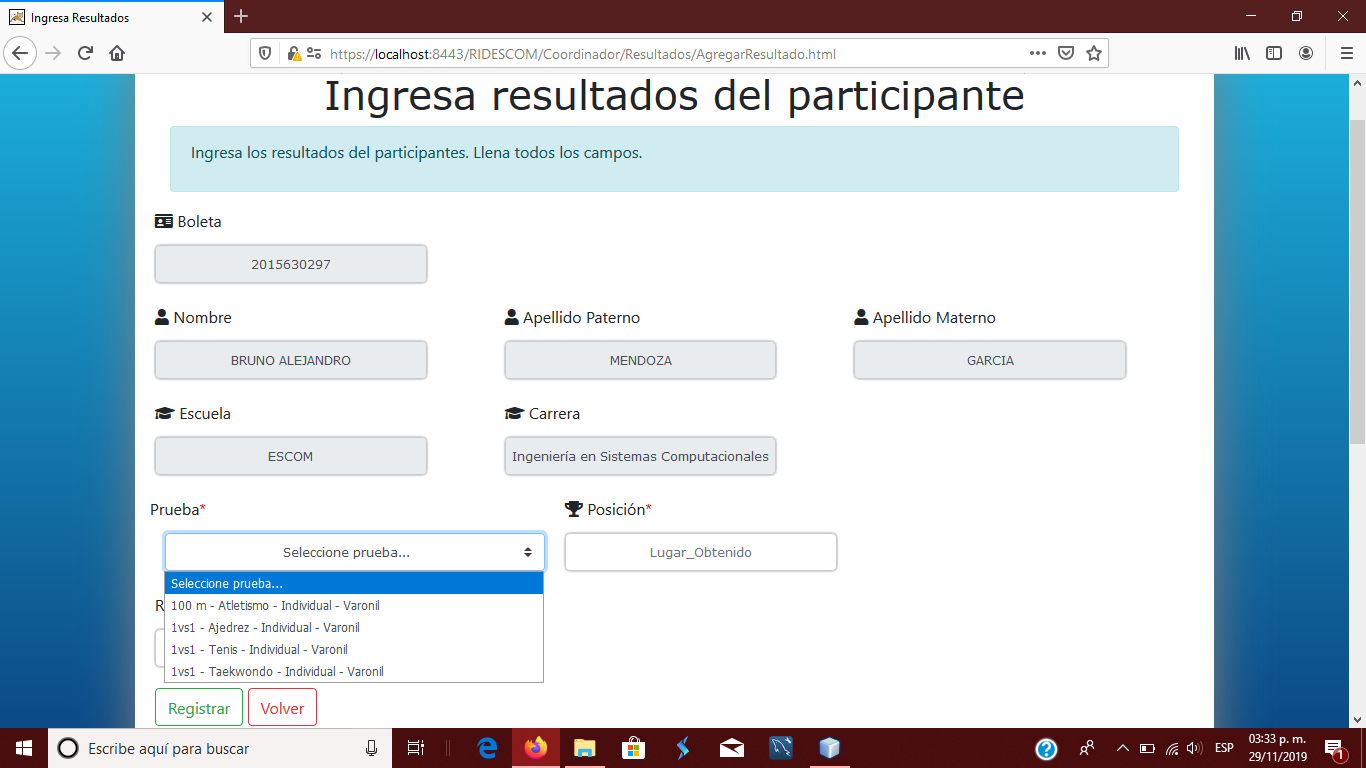 Ingresa Resultados
https://localhost:8443/RIDESCOM/Coordinador/Resultados/AgregarResultado.html
Ingresa resultados del participante
Ingresa los resultados del participantes. Llena todos los campos.
Boleta
2015630297
Nombre Apellido Paterno Apellido Materno
BRUNO ALEJANDRO MENDOZA GARCIA
Escuela Carrera
ESCOM Ingeniería en Sistemas Computacionales
Prueba* Posición*
Seleccione prueba... Lugar_Obtenido
Seleccione prueba...
100 m - Atletismo - Individual - Varonil
1vs1 - Ajedrez - Individual - Varonil
1vs1 - Tenis - Individual - Varonil
1vs1 - Taekwondo - Individual - Varonil
Registrar Volver
Escribe aquí para buscar
ESP
03:33 p. m.
29/11/2019
1